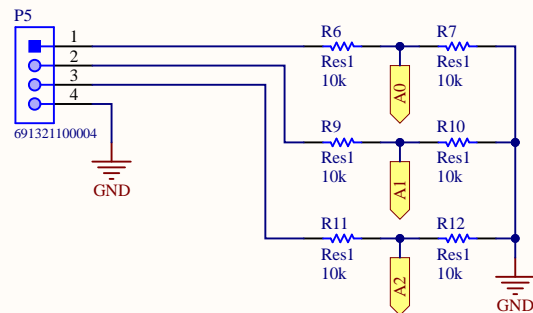 P5
1
2
3
4
691321100004
GND
R6
Res1
10k
R7
Res1
10k
A0
R9
Res1
10k
R10
Res1
10k
A1
R11
Res1
10k
R12
Res1
10k
A2
GND